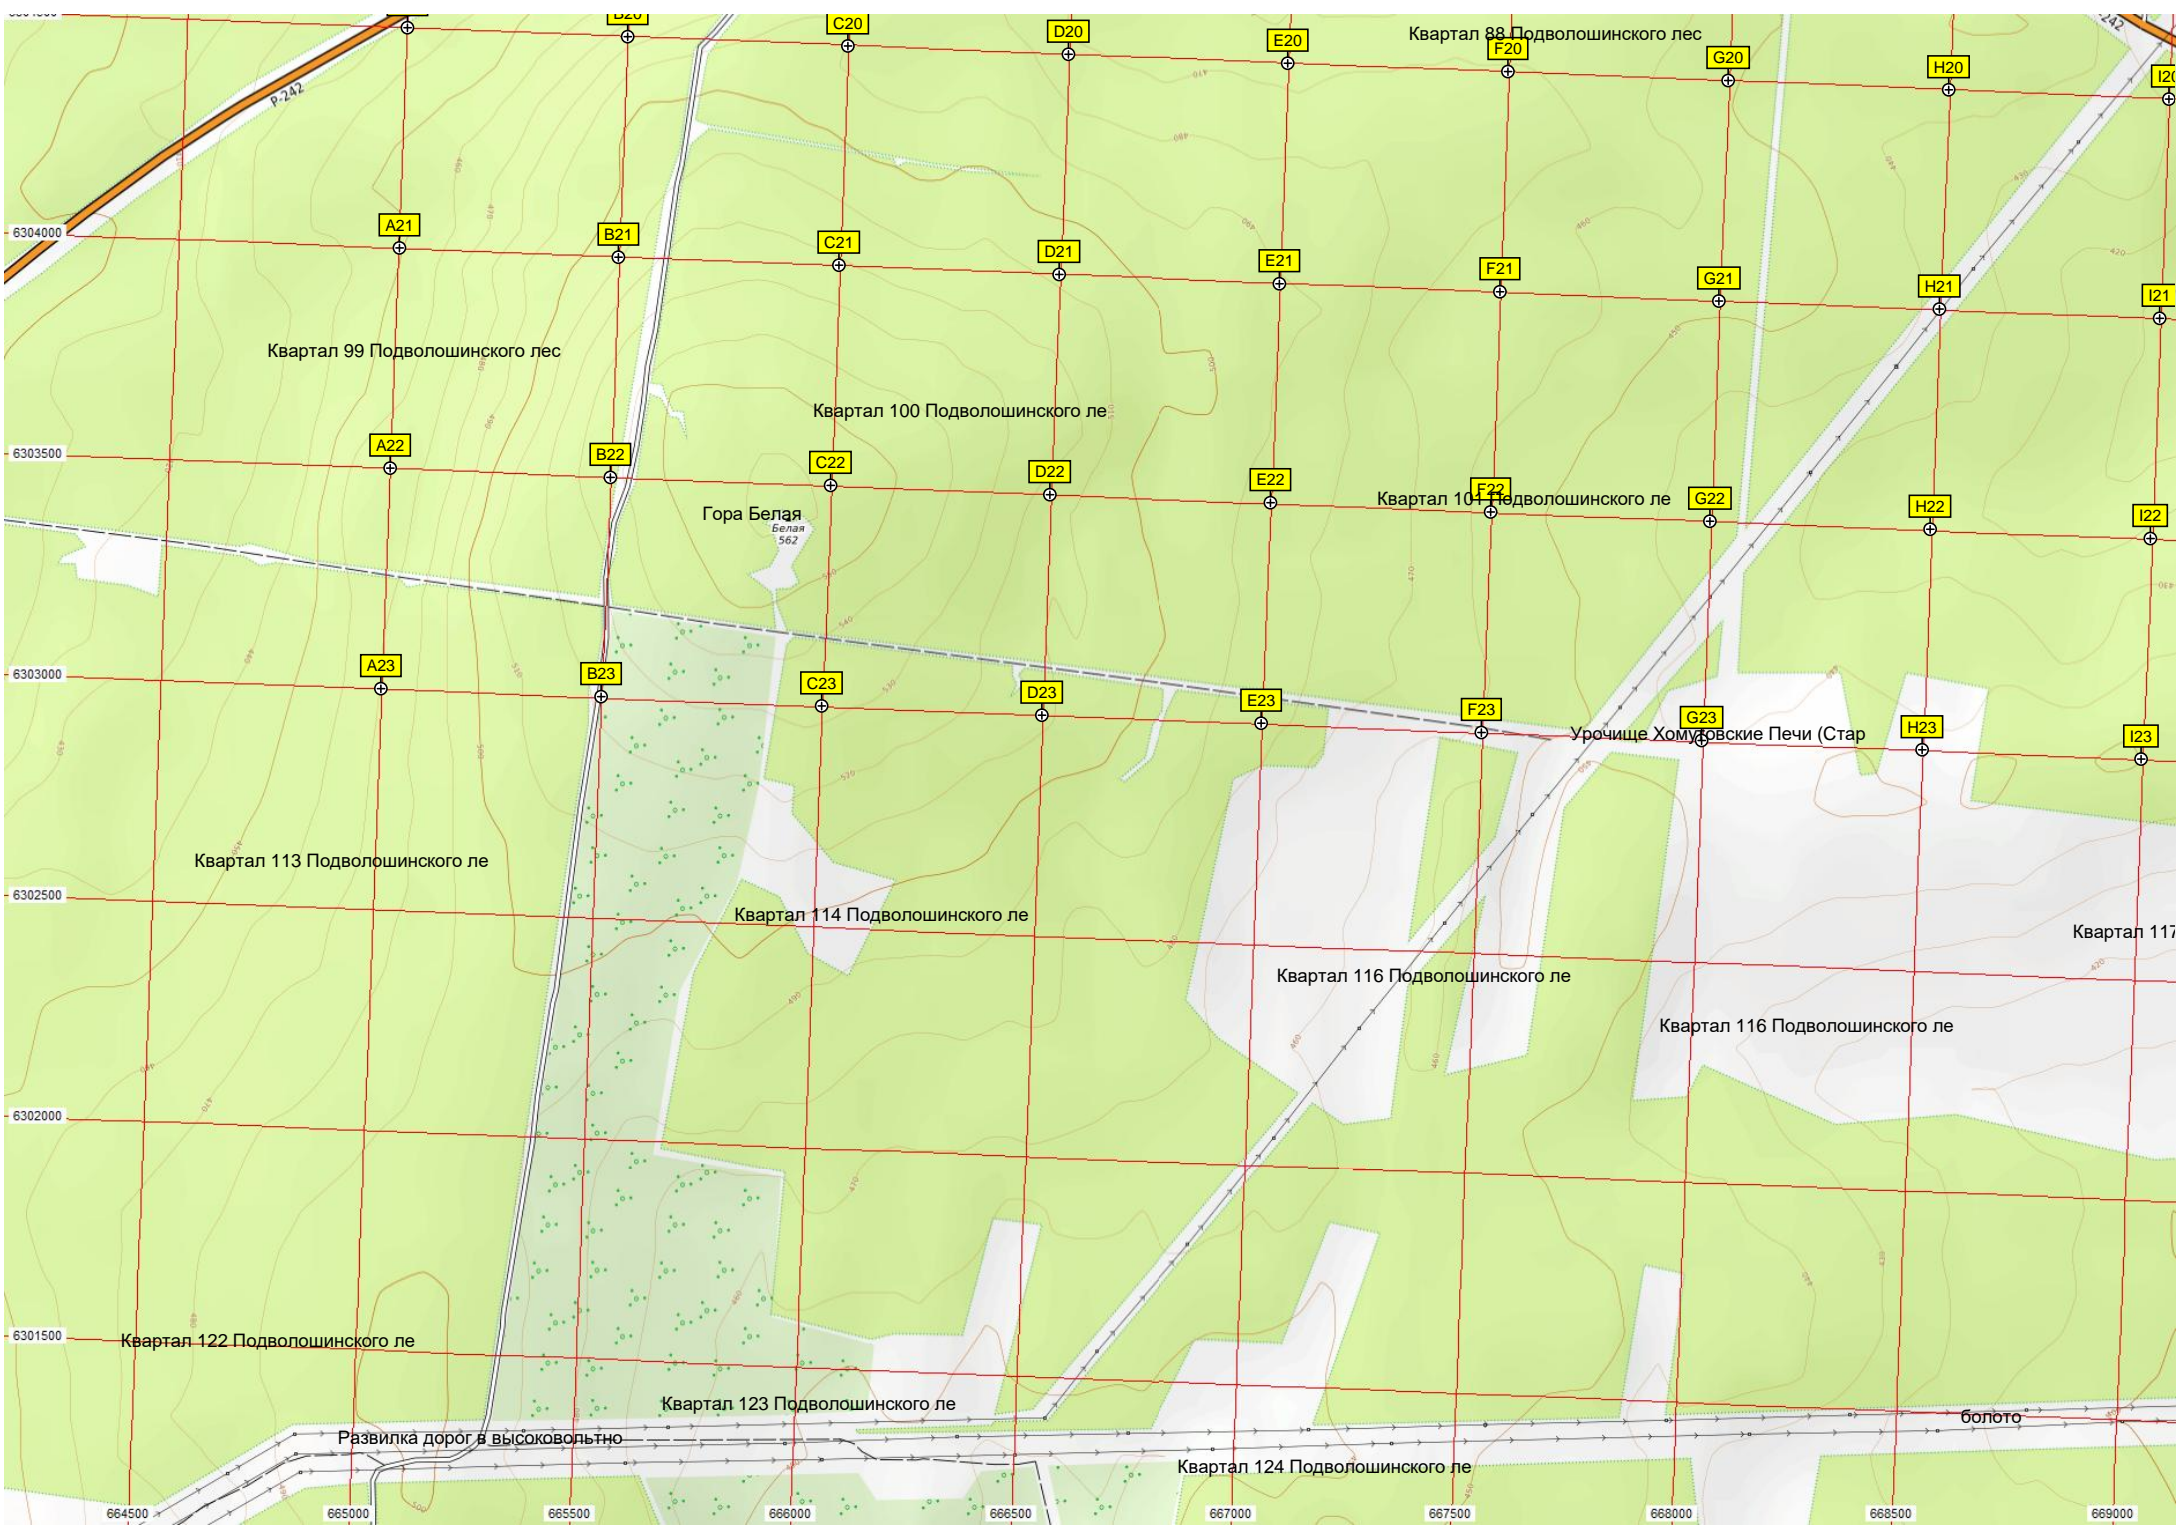 C20
D20
E20
Квартал 88 Подволошинского лес
F20
G20
H20
P-242
6304000
A21
B21
C21
D21
E21
F21
G21
H21
I21
Квартал 99 Подволошинского лес
Квартал 100 Подволошинского ле
6303500
A22
B22
C22
D22
E22
F22
Квартал 101 Подволошинского ле
G22
H22
I22
Гора Белая
Белая
562
6303000
A23
B23
C23
D23
E23
F23
G23
H23
I23
Урочище Хомутовские Печи (Стар
Квартал 113 Подволошинского ле
6302500
Квартал 114 Подволошинского ле
Квартал 117
Квартал 116 Подволошинского ле
Квартал 116 Подволошинского ле
6302000
6301500
Квартал 122 Подволошинского ле
Квартал 123 Подволошинского ле
болото
Развилка дорог в высоковольтно
Квартал 124 Подволошинского ле
664500
665000
665500
666000
666500
667000
667500
668000
668500
669000